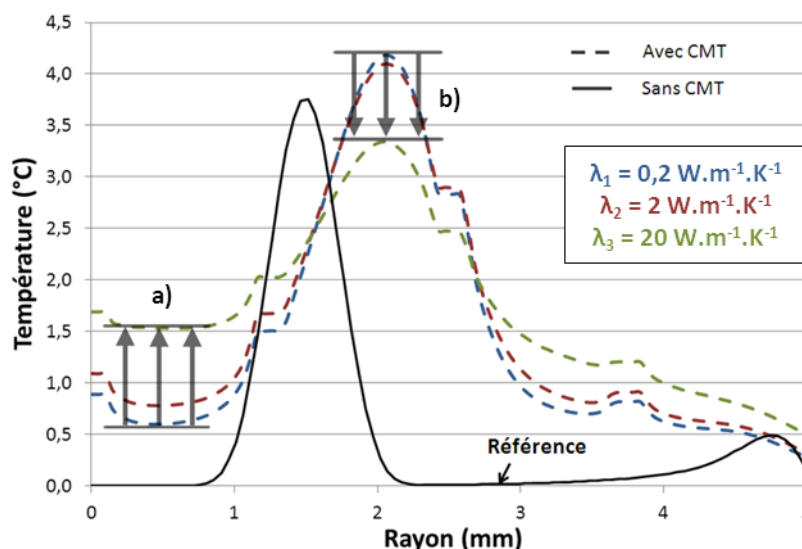 Température (°C)
4,5
4,0
3,5
3,0
2,5
2,0
1,5
1,0
0,5
0,0
a)
b)
Avec CMT
Sans CMT
λ₁ = 0,2 W.m⁻¹.K⁻¹
λ₂ = 2 W.m⁻¹.K⁻¹
λ₃ = 20 W.m⁻¹.K⁻¹
Référence
0 1 2 3 4 5
Rayon (mm)